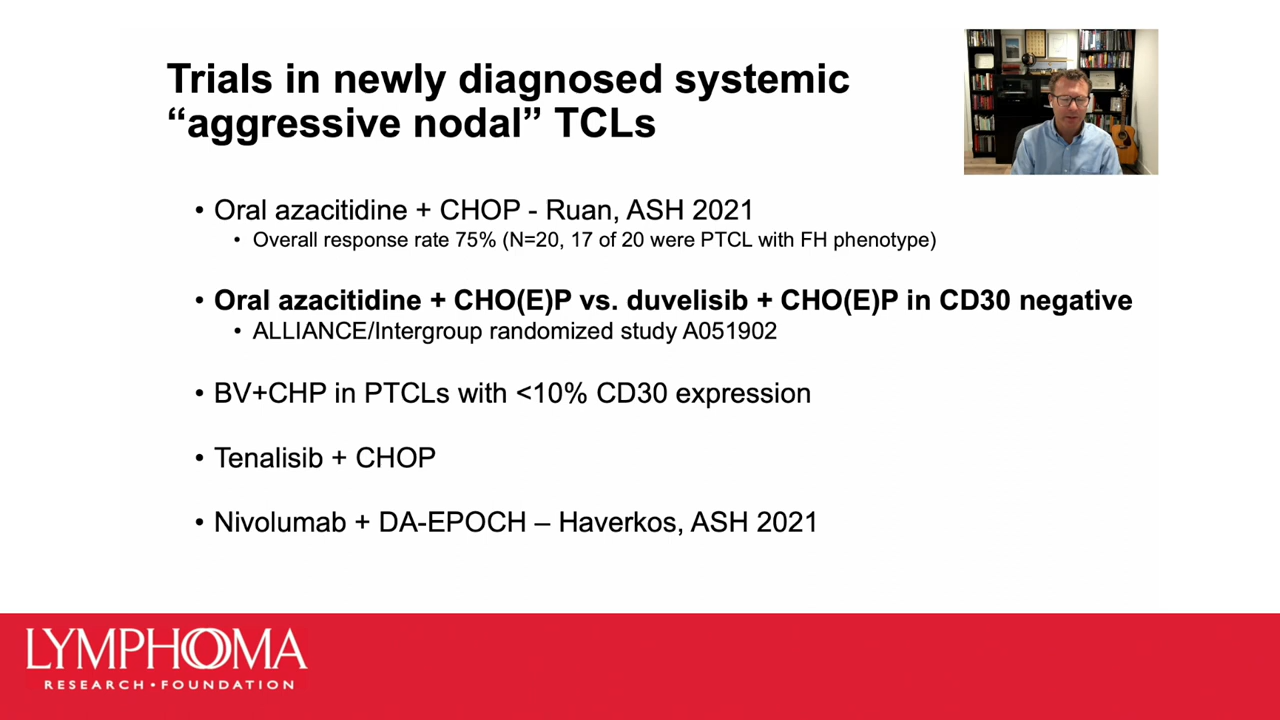 Trials in newly diagnosed systemic
“aggressive nodal” TCLs
• Oral azacitidine + CHOP - Ruan, ASH 2021
• Overall response rate 75% (N=20, 17 of 20 were PTCL with FH phenotype)
• Oral azacitidine + CHO(E)P vs. duvelisib + CHO(E)P in CD30 negative
• ALLIANCE/Intergroup randomized study A051902
• BV+CHP in PTCLs with <10% CD30 expression
• Tenalisib + CHOP
• Nivolumab + DA-EPOCH – Haverkos, ASH 2021
LYMPHOMA
RESEARCH • FOUNDATION